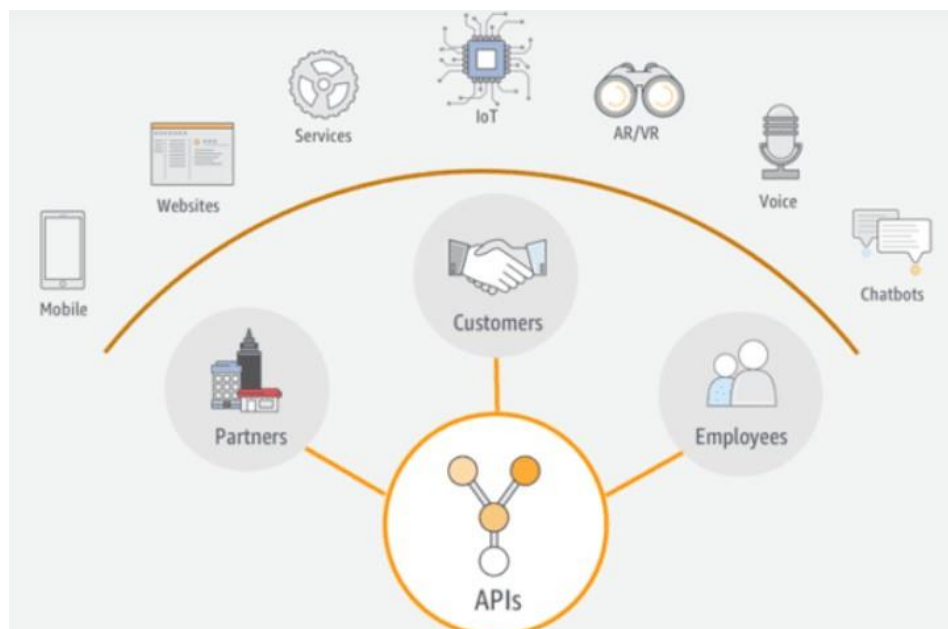 IoT
Services
AR/VR
Websites
Voice
Mobile
Chatbots
Customers
Partners
Employees
APIs